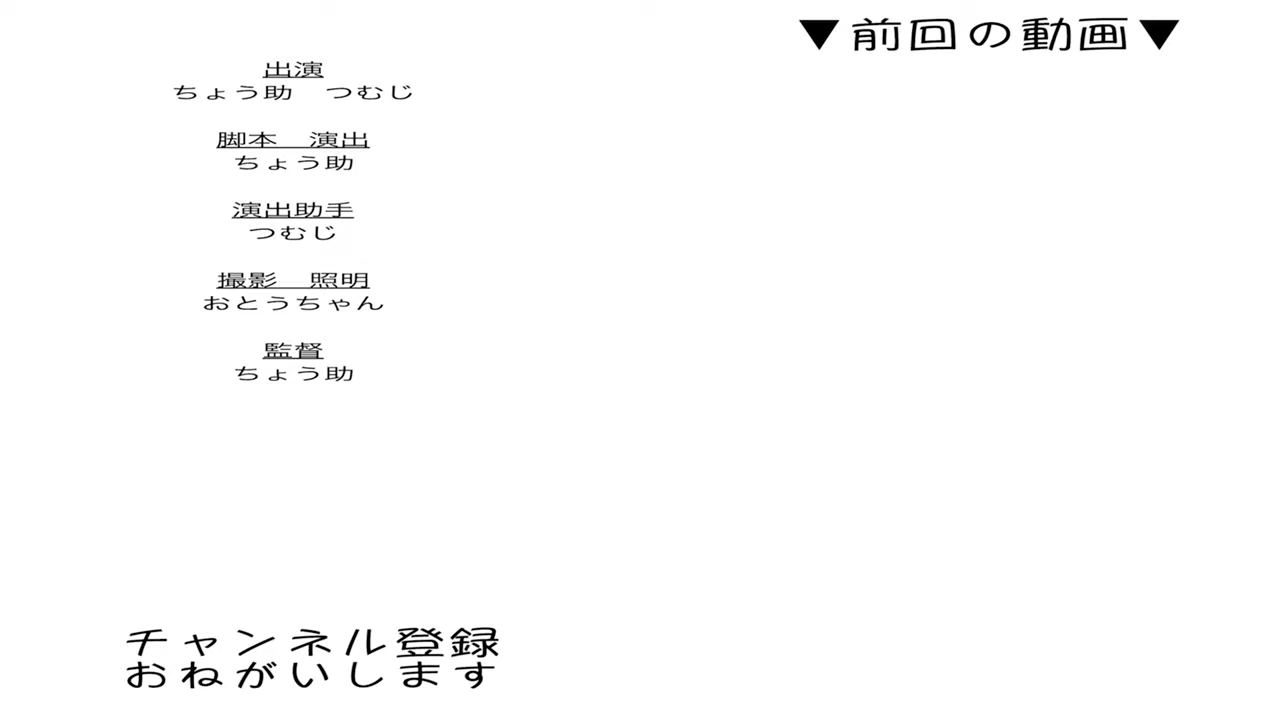 ▼前回の動画▼
出演
ちょう助　つむじ
脚本　演出
ちょう助
演出助手
つむじ
撮影　照明
おとうちゃん
監督
ちょう助
チャンネル登録
おねがいします